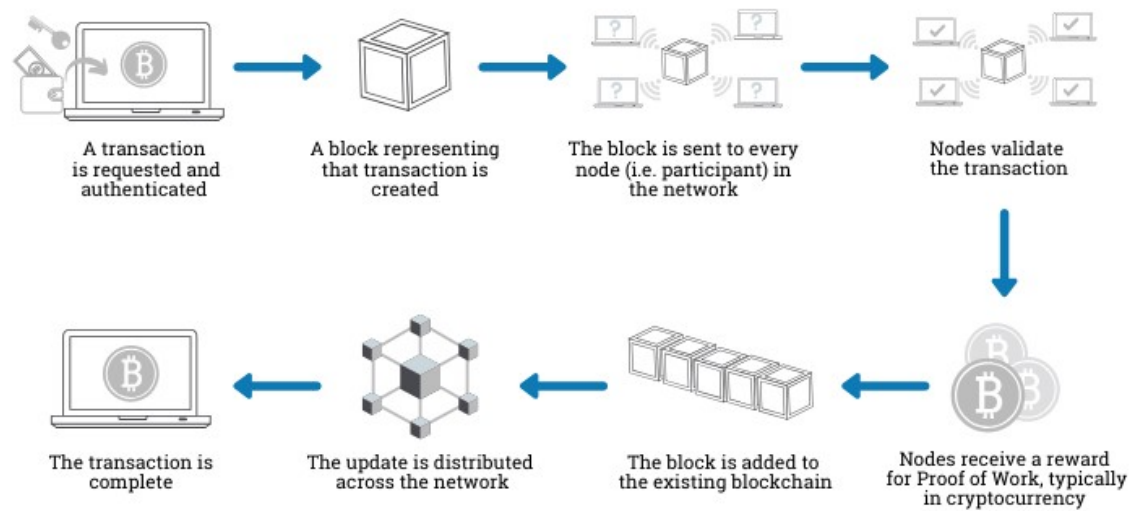 A transaction
is requested and
authenticated
A block representing
that transaction is
created
The block is sent to every
node (i.e. participant) in
the network
Nodes validate
the transaction
The transaction is
complete
The update is distributed
across the network
The block is added to
the existing blockchain
Nodes receive a reward
for Proof of Work, typically
in cryptocurrency